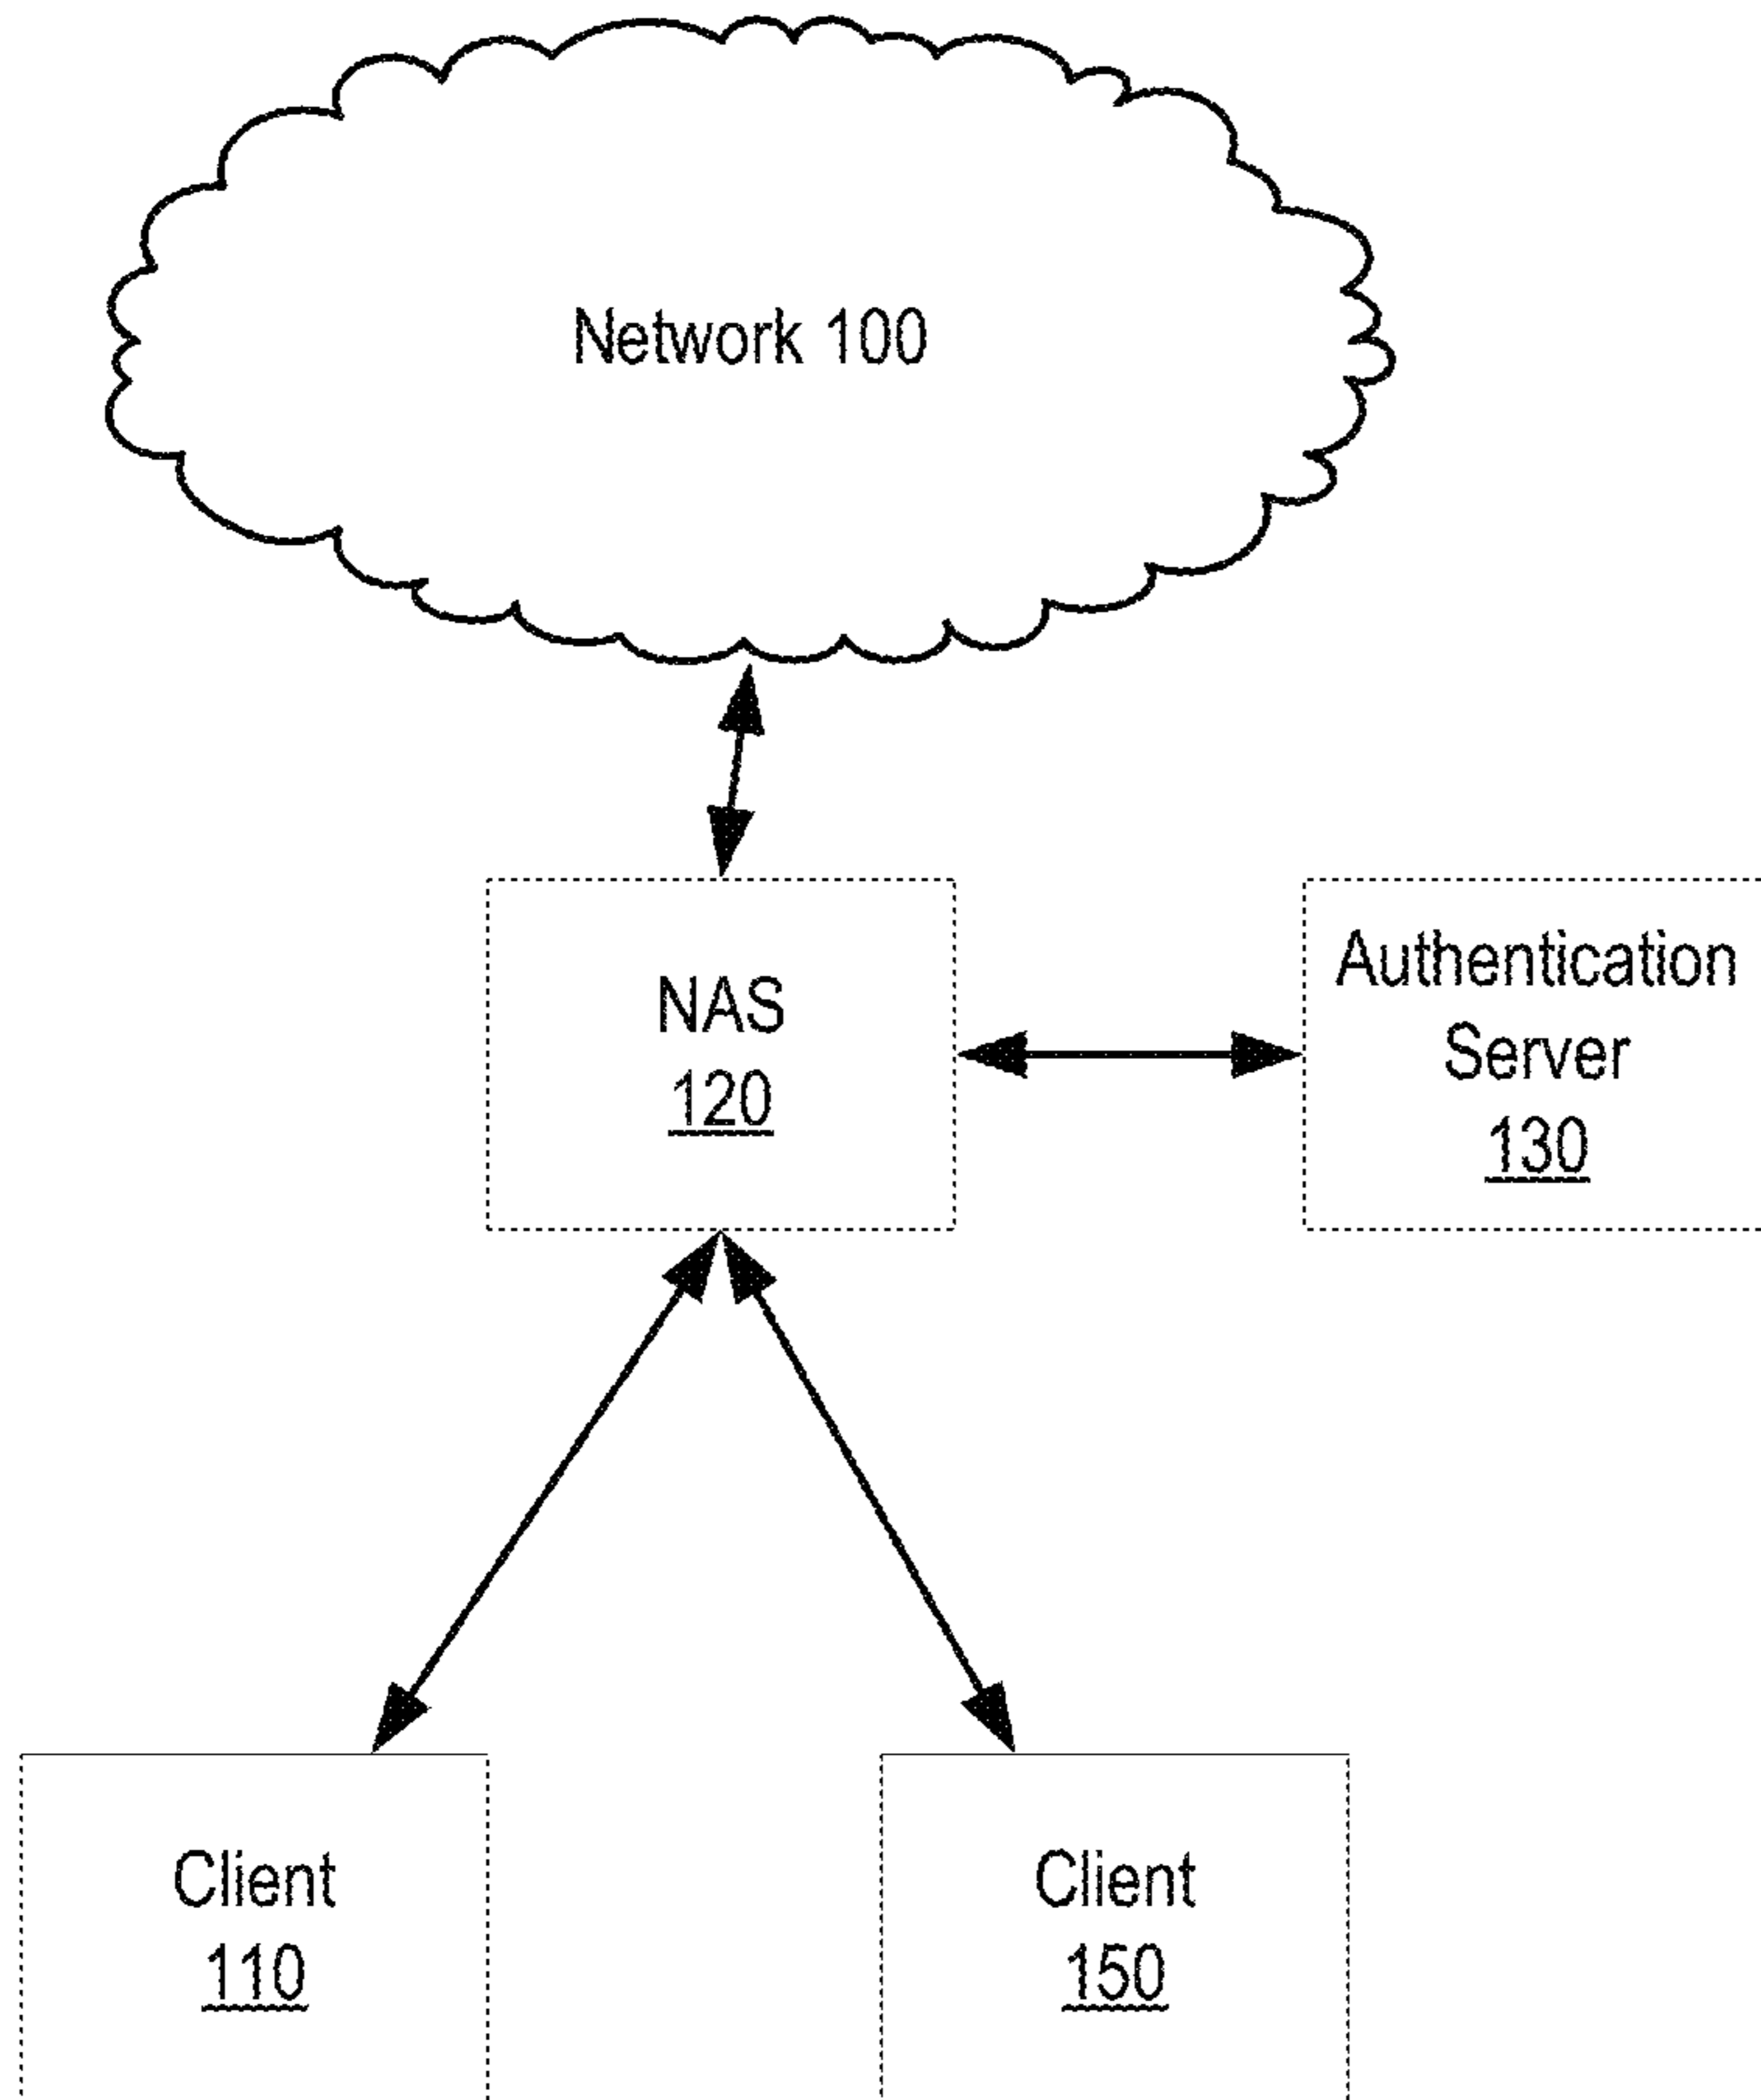 Network 100
NAS
120
Authentication
Server
130
Client
110
Client
150